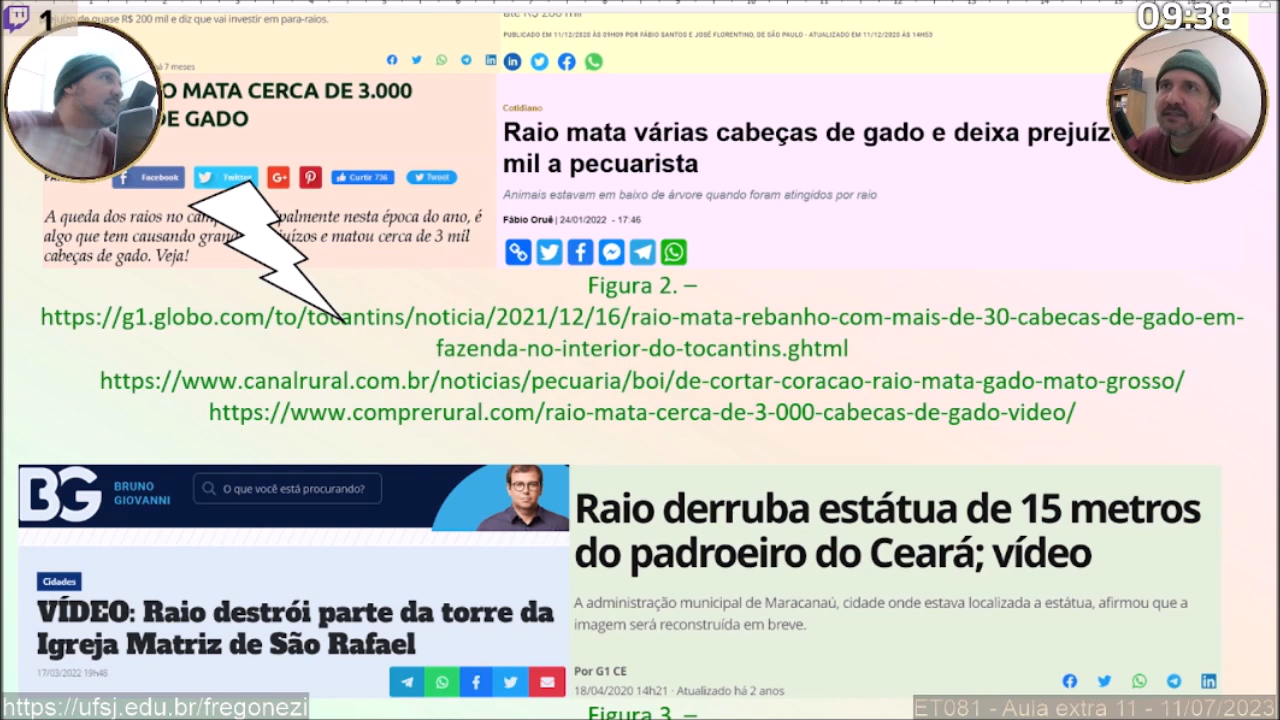 1
09:38
juízo de quase R$ 200 mil e diz que vai investir em para-raios.
até R$ 200 mil
PUBLICADO EM 11/12/2020 ÀS 09H09 POR FÁBIO SANTOS E JOSÉ FLORENTINO, DE SÃO PAULO - ATUALIZADO EM 11/12/2020 ÀS 14H53
há 7 meses
O MATA CERCA DE 3.000
DE GADO
Facebook
Twitter
G+
Curtir 736
Tweet
A queda dos raios no nesta época do ano, é
algo que tem causando e matou cerca de 3 mil
cabeças de gado. Veja!
Cotidiano
Raio mata várias cabeças de gado e deixa prejuízo
mil a pecuarista
Animais estavam em baixo de árvore quando foram atingidos por raio
Fábio Oruê | 24/01/2022 - 17:46
Figura 2. –
https://g1.globo.com/to/tocantins/noticia/2021/12/16/raio-mata-rebanho-com-mais-de-30-cabecas-de-gado-em-
fazenda-no-interior-do-tocantins.ghtml
https://www.canalrural.com.br/noticias/pecuaria/boi/de-cortar-coracao-raio-mata-gado-mato-grosso/
https://www.comprerural.com/raio-mata-cerca-de-3-000-cabecas-de-gado-video/
BG
BRUNO
GIOVANNI
O que você está procurando?
Cidades
VÍDEO: Raio destrói parte da torre da
Igreja Matriz de São Rafael
17/03/2022 19h48
Raio derruba estátua de 15 metros
do padroeiro do Ceará; vídeo
A administração municipal de Maracanaú, cidade onde estava localizada a estátua, afirmou que a
imagem será reconstruída em breve.
Por G1 CE
18/04/2020 14h21 · Atualizado há 2 anos
Figura 3. –
https://ufsj.edu.br/fregonezi
ET081 - Aula extra 11 - 11/07/2023